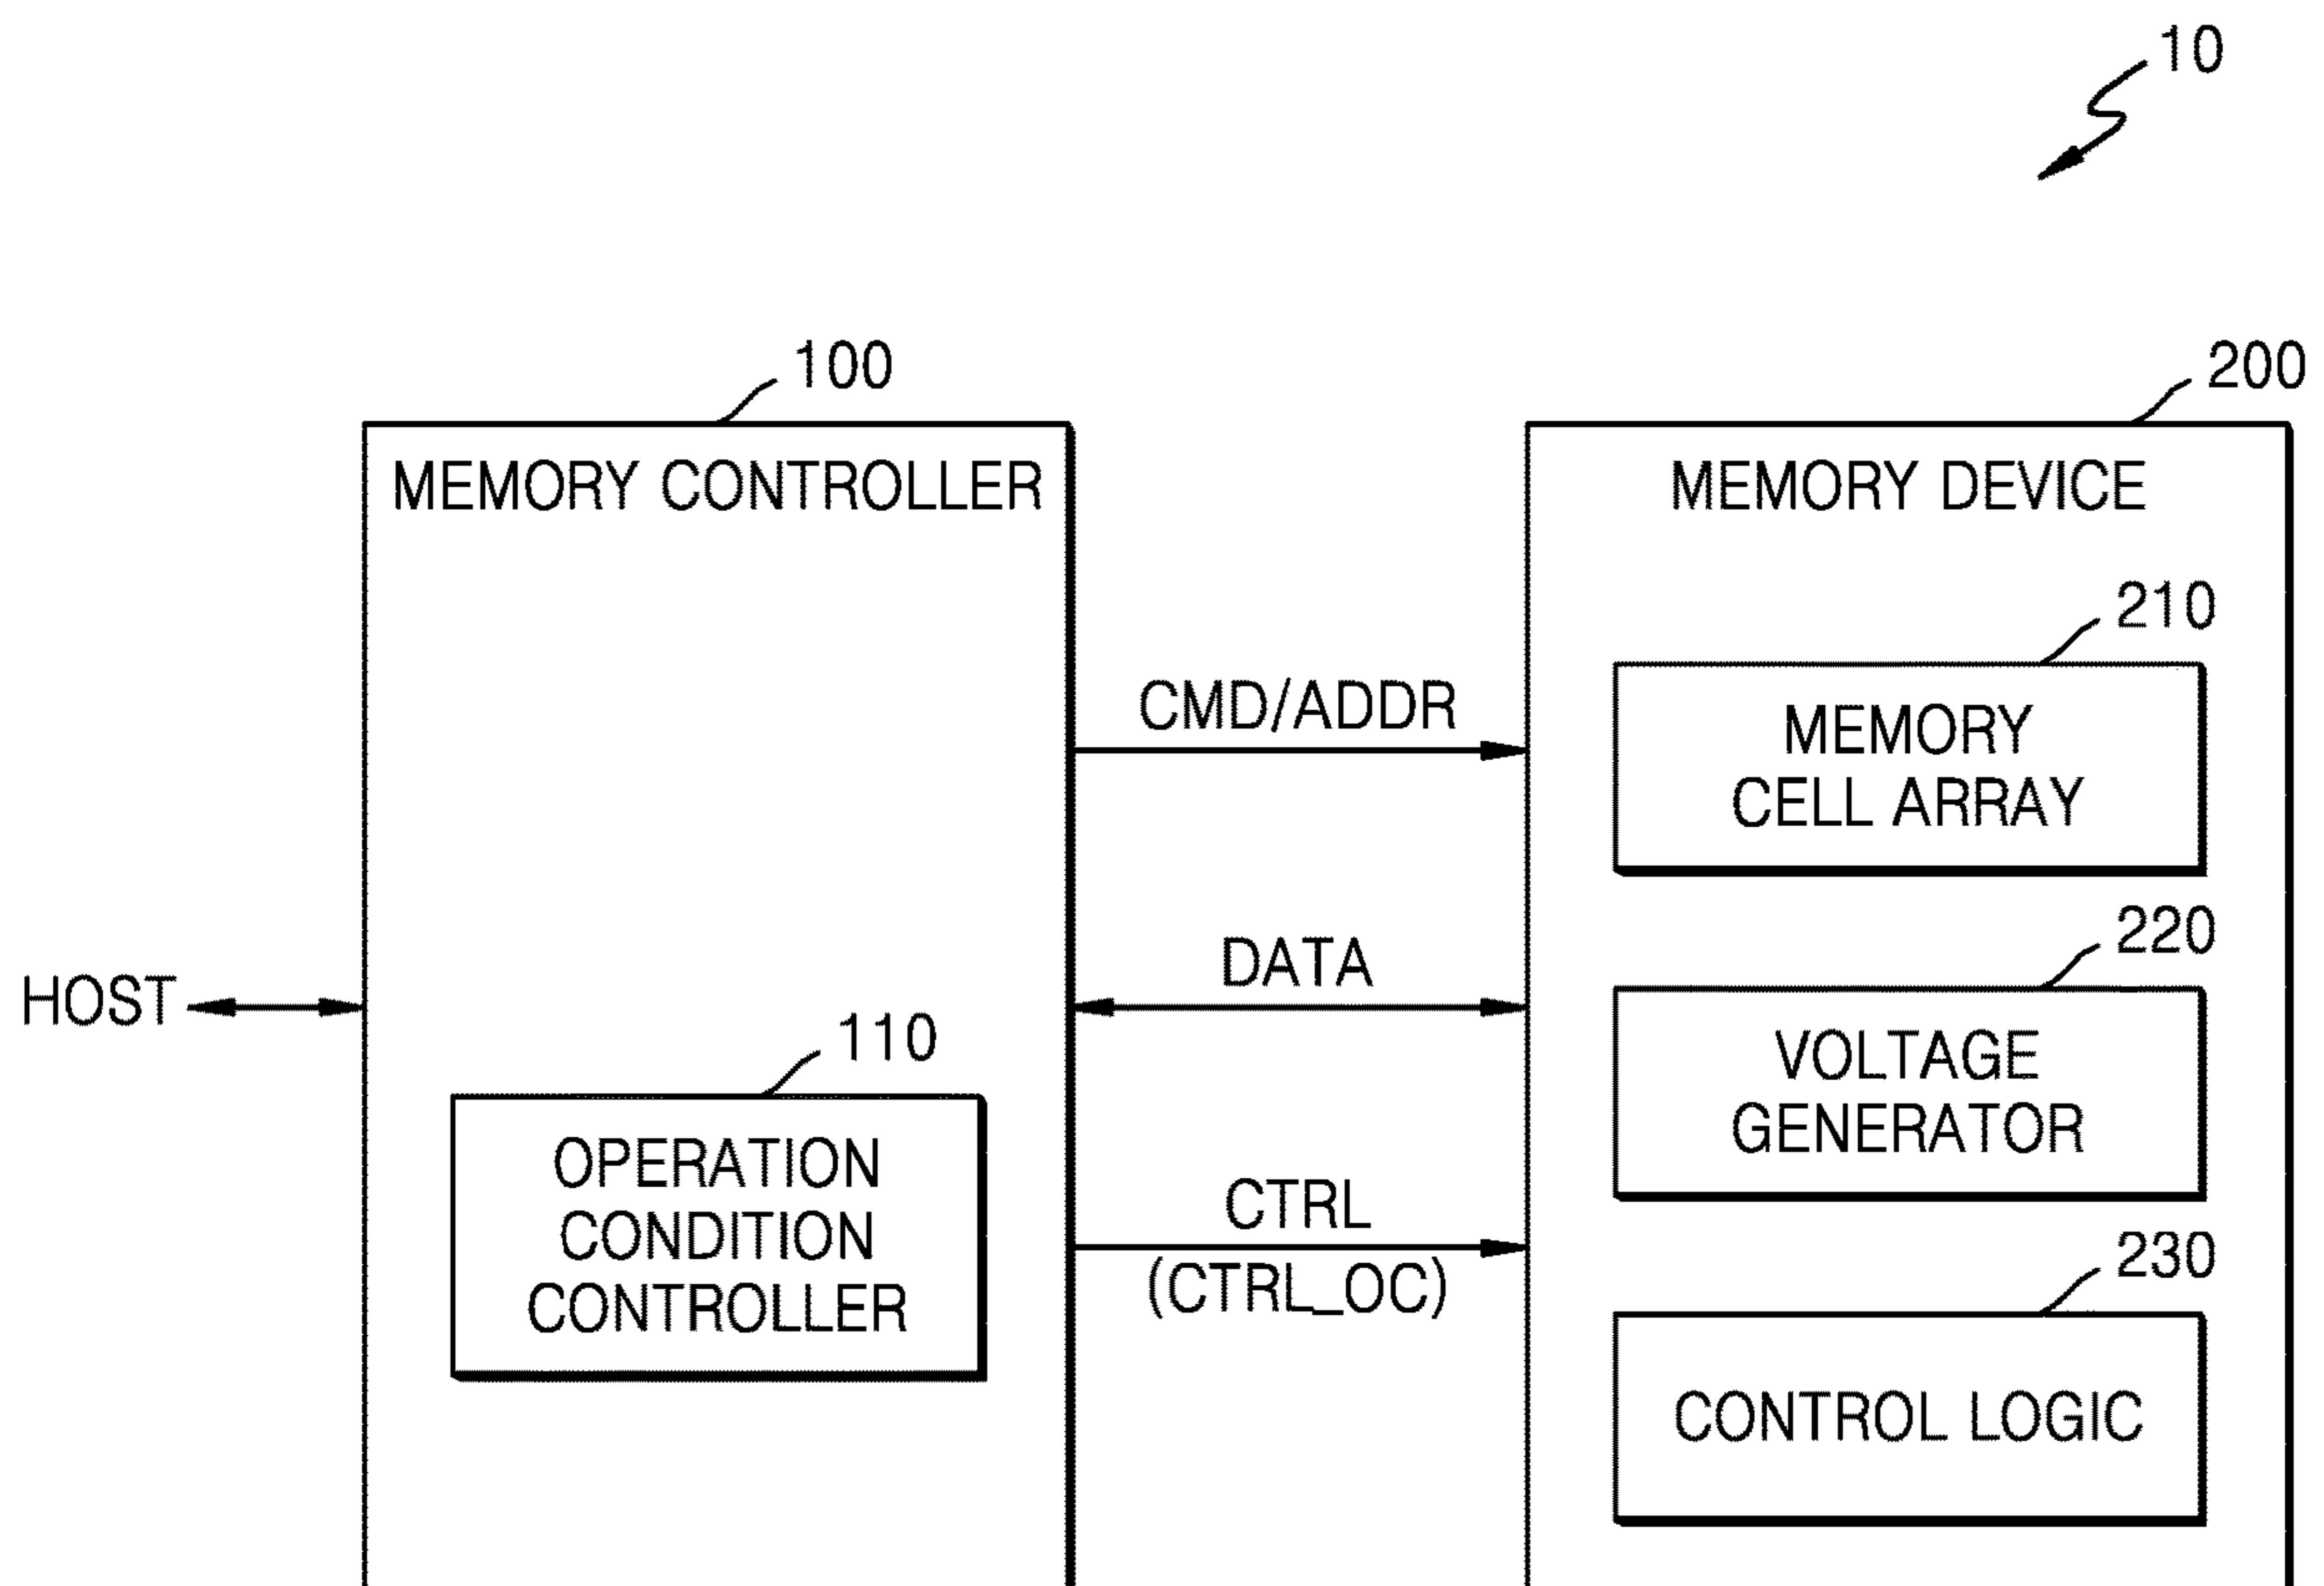 10
100
200
MEMORY CONTROLLER
MEMORY DEVICE
210
CMD/ADDR
MEMORY
CELL ARRAY
220
DATA
HOST
110
VOLTAGE
GENERATOR
OPERATION
CONDITION
CONTROLLER
CTRL
(CTRL_OC)
230
CONTROL LOGIC